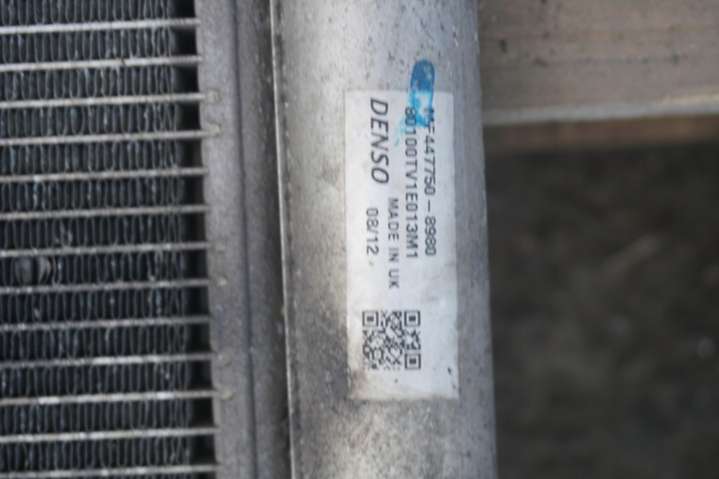 MF447750-8980
80100TV1E013M1
DENSO MADE IN UK
08/12